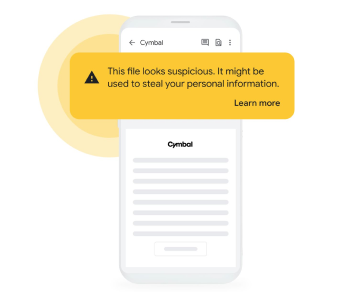 Cymbal
This file looks suspicious. It might be
used to steal your personal information.
Learn more
Cymbal